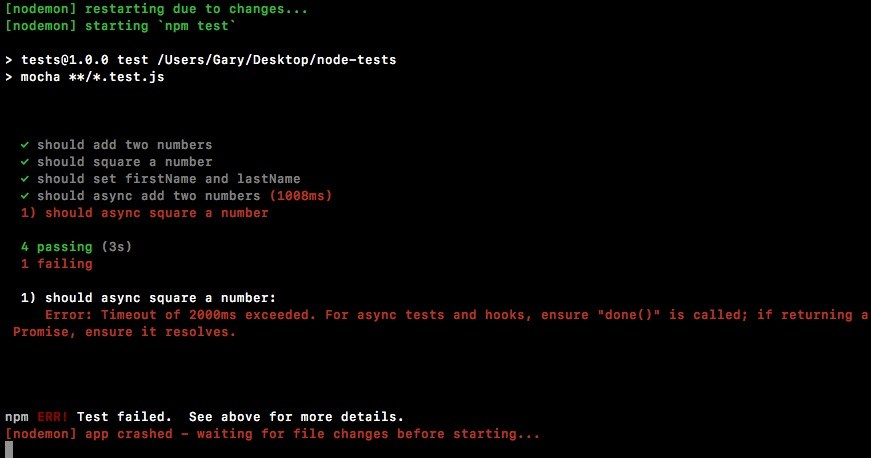 [nodemon] restarting due to changes...
[nodemon] starting `npm test`
> tests@1.0.0 test /Users/Gary/Desktop/node-tests
> mocha **/*.test.js
✓ should add two numbers
✓ should square a number
✓ should set firstName and lastName
✓ should async add two numbers (1008ms)
1) should async square a number
4 passing (3s)
1 failing
1) should async square a number:
Error: Timeout of 2000ms exceeded. For async tests and hooks, ensure "done()" is called; if returning a
Promise, ensure it resolves.
npm ERR! Test failed.  See above for more details.
[nodemon] app crashed - waiting for file changes before starting...